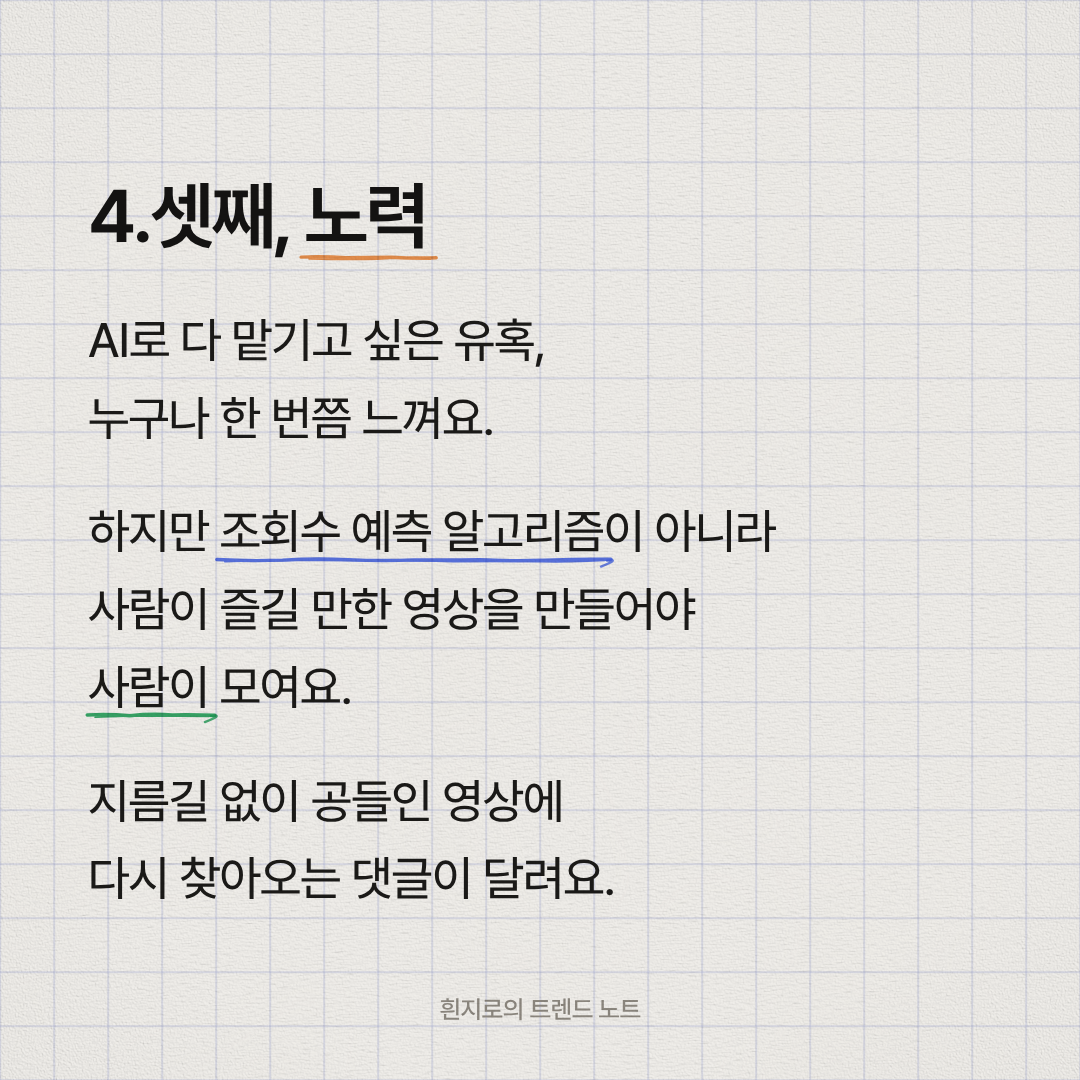 4.셋째, 노력
AI로 다 맡기고 싶은 유혹,
누구나 한 번쯤 느껴요.
하지만 조회수 예측 알고리즘이 아니라
사람이 즐길 만한 영상을 만들어야
사람이 모여요.
지름길 없이 공들인 영상에
다시 찾아오는 댓글이 달려요.
흰지로의 트렌드 노트